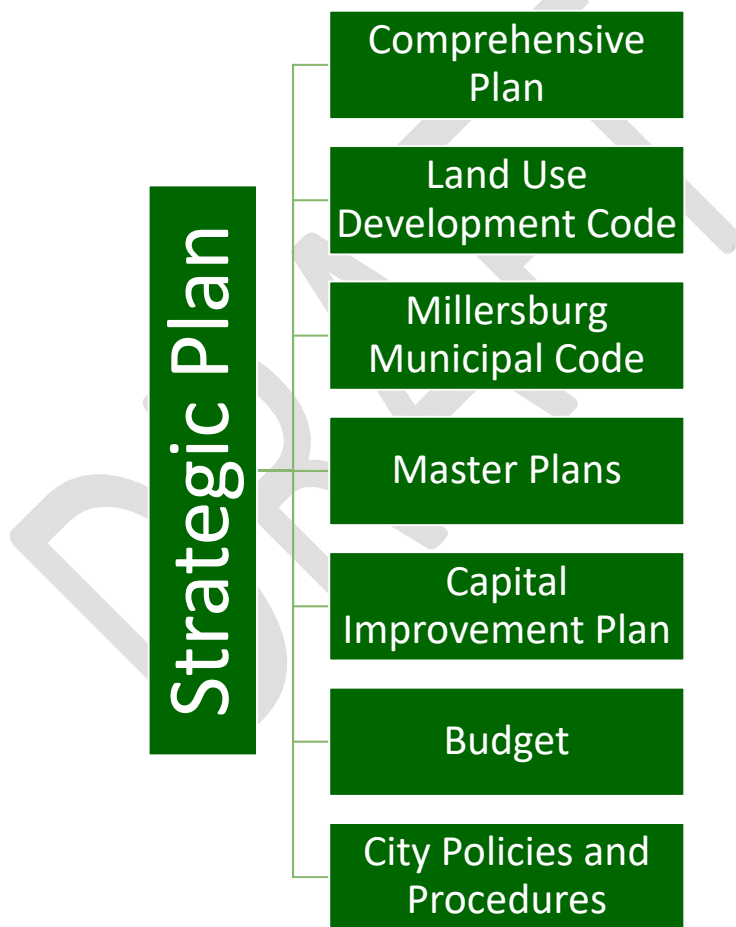 Strategic Plan
Comprehensive
Plan
Land Use
Development Code
Millersburg
Municipal Code
Master Plans
Capital
Improvement Plan
Budget
City Policies and
Procedures
DRAFT